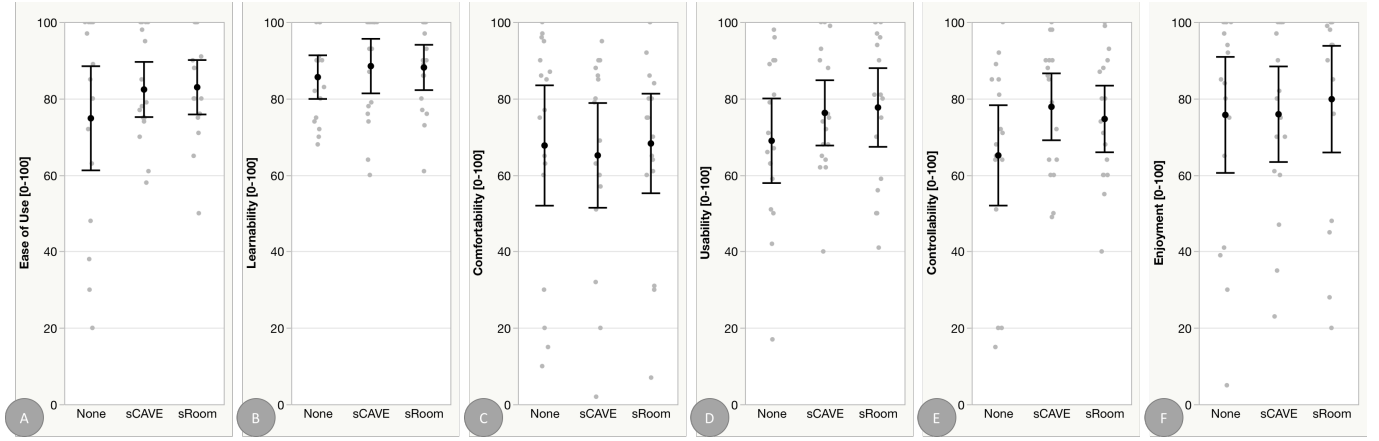 100
80
60
40
20
0
Ease of Use [0-100]
None sCAVE sRoom
A
100
80
60
40
20
0
Learnability [0-100]
None sCAVE sRoom
B
100
80
60
40
20
0
Comfortability [0-100]
None sCAVE sRoom
C
100
80
60
40
20
0
Usability [0-100]
None sCAVE sRoom
D
100
80
60
40
20
0
Controllability [0-100]
None sCAVE sRoom
E
100
80
60
40
20
0
Enjoyment [0-100]
None sCAVE sRoom
F